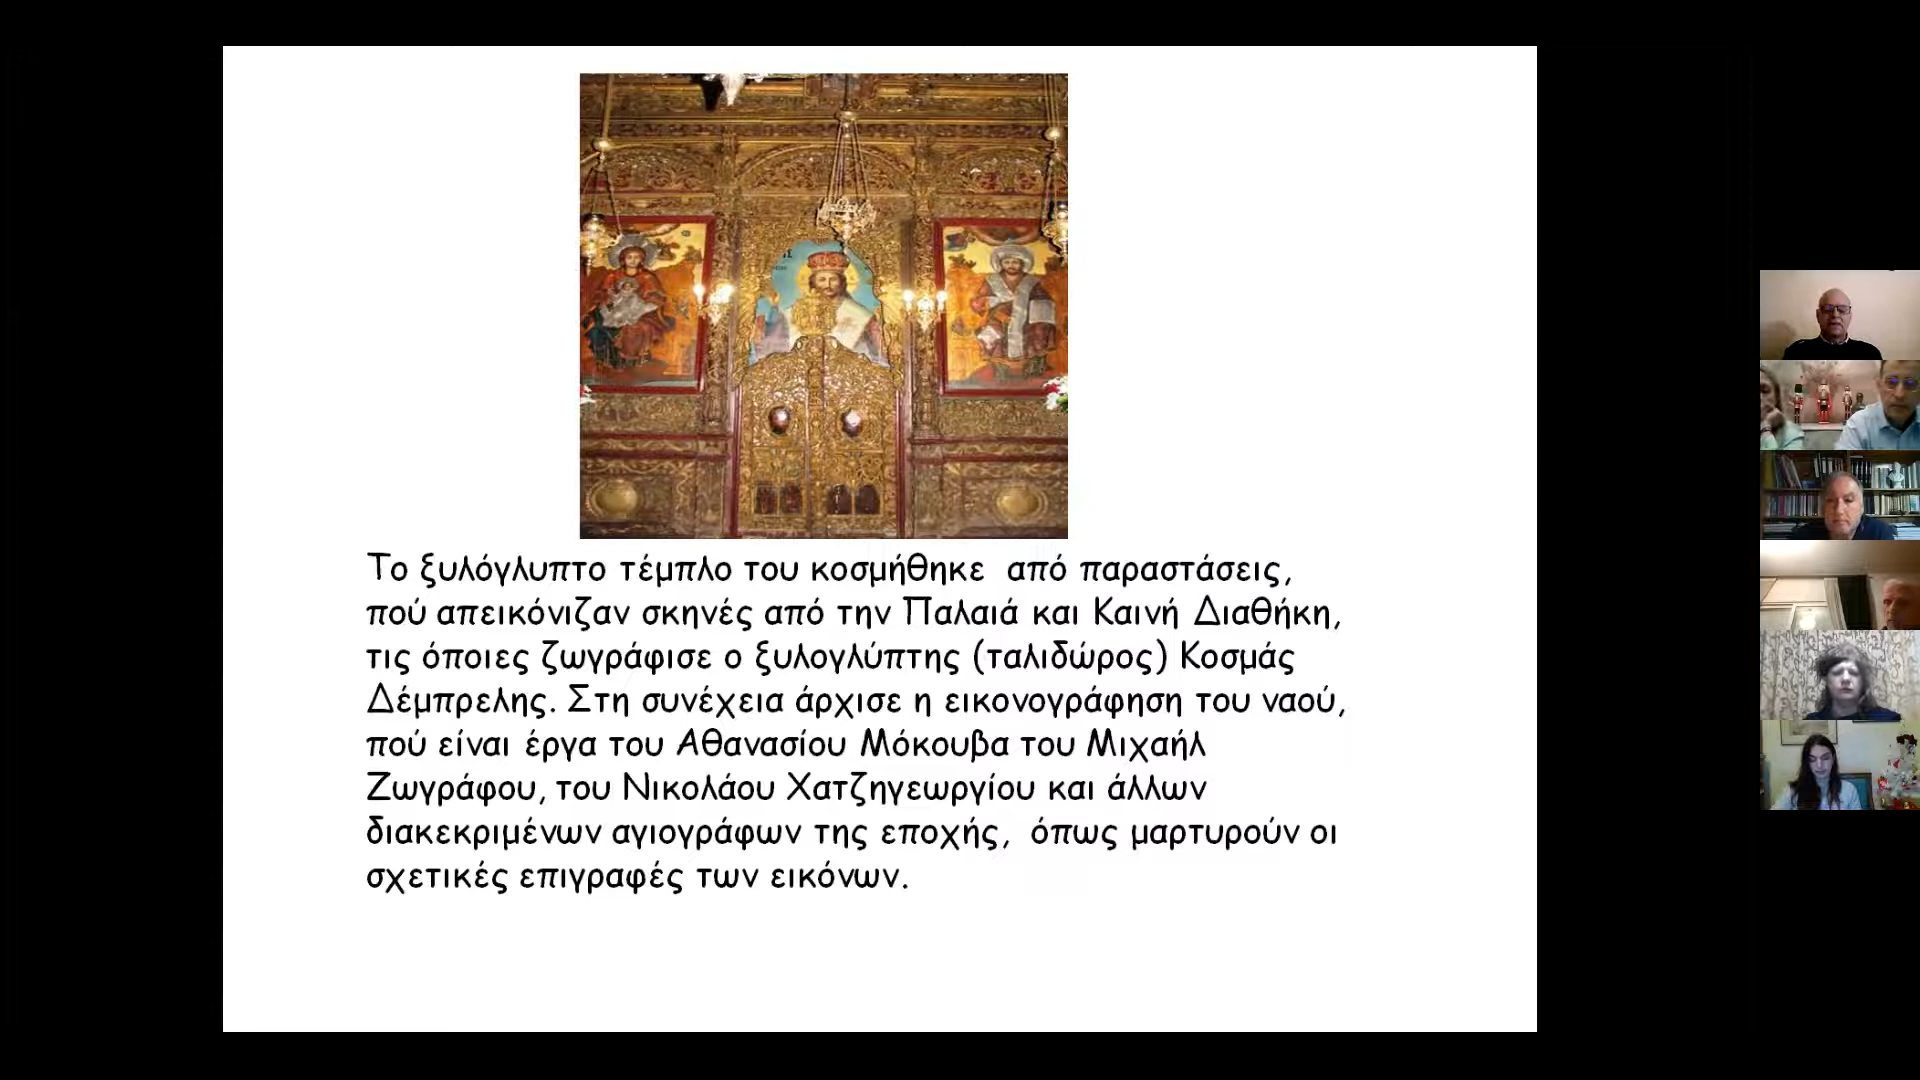 Το ξυλόγλυπτο τέμπλο του κοσμήθηκε από παραστάσεις,
πού απεικόνιζαν σκηνές από την Παλαιά και Καινή Διαθήκη,
τις όποιες ζωγράφισε ο ξυλογλύπτης (ταλιδώρος) Κοσμάς
Δέμπρελης. Στη συνέχεια άρχισε η εικονογράφηση του ναού,
πού είναι έργα του Αθανασίου Μόκουβα του Μιχαήλ
Ζωγράφου, του Νικολάου Χατζηγεωργίου και άλλων
διακεκριμένων αγιογράφων της εποχής, όπως μαρτυρούν οι
σχετικές επιγραφές των εικόνων.